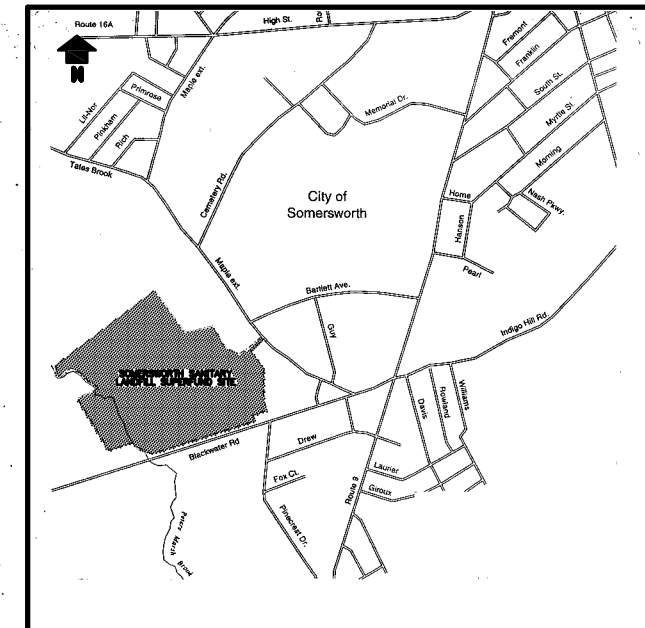 Route 16A
High St.
N
Fremont
Franklin
Lil-Nor
Primrose
Maple ext.
Pinkham
Rich
South St.
Myrtle St.
Memorial Dr.
Morning
Tates Brook
Cemetery Rd.
City of
Somersworth
Home
Nash Pkwy.
Hanson
Maple ext.
Pearl
Bartlett Ave.
Guy
Indigo Hill Rd.
SOMERSWORTH SANITARY
LANDFILL SUPERFUND SITE
Davis
Rowland
Williams
Blackwater Rd
Drew
Laurier
Fox Ct.
Giroux
Route 9
Pinecrest Dr.
Peters Marsh Brook